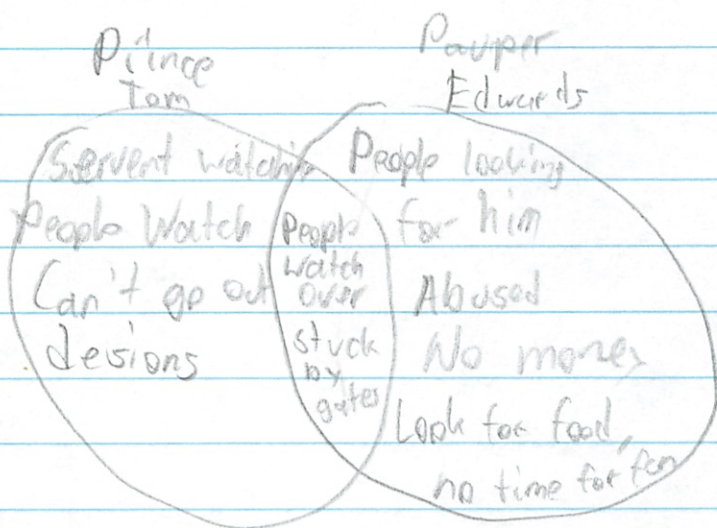 Prince
Tom
Pauper
Edwards
Servent watchin
People Watch
Can't go out
desions
People
watch
over
stuck
by
gates
People looking
for him
Abused
No money
Look for food,
no time for fun